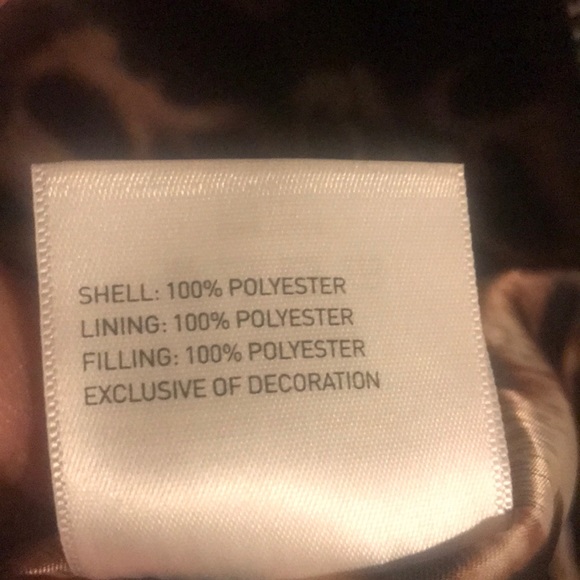 SHELL: 100% POLYESTER
LINING: 100% POLYESTER
FILLING: 100% POLYESTER
EXCLUSIVE OF DECORATION